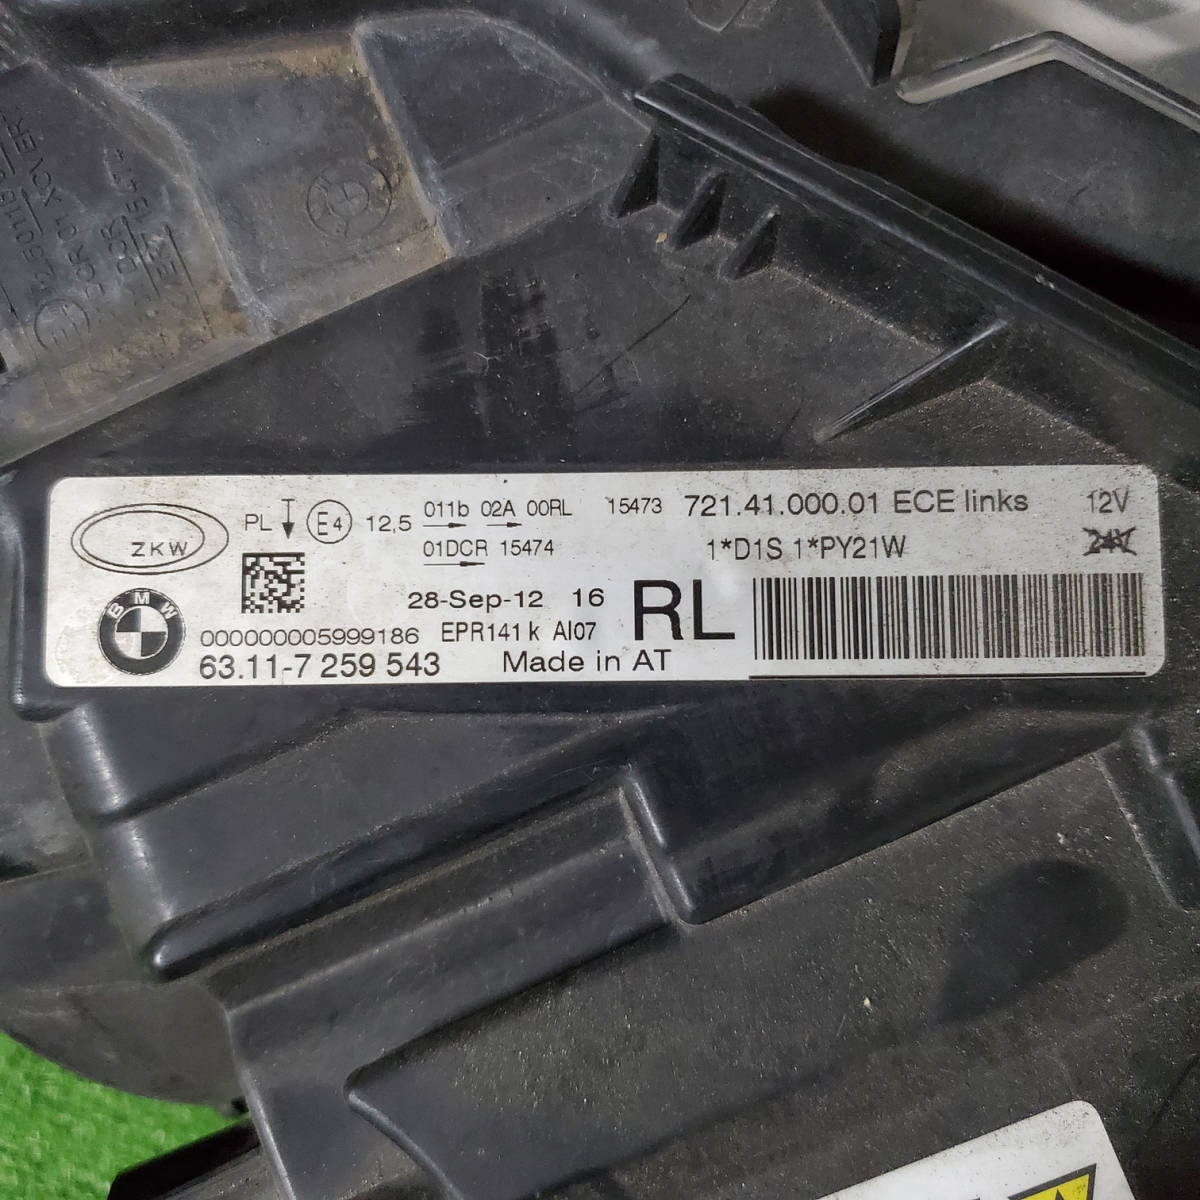 ZKW
PL E4 12,5 011b 02A 00RL 15473 721.41.000.01 ECE links 12V
01DCR 15474 1*D1S 1*PY21W 24V
BMW
28-Sep-12 16 RL
000000005999186 EPR141 k AI07
63.11-7 259 543 Made in AT